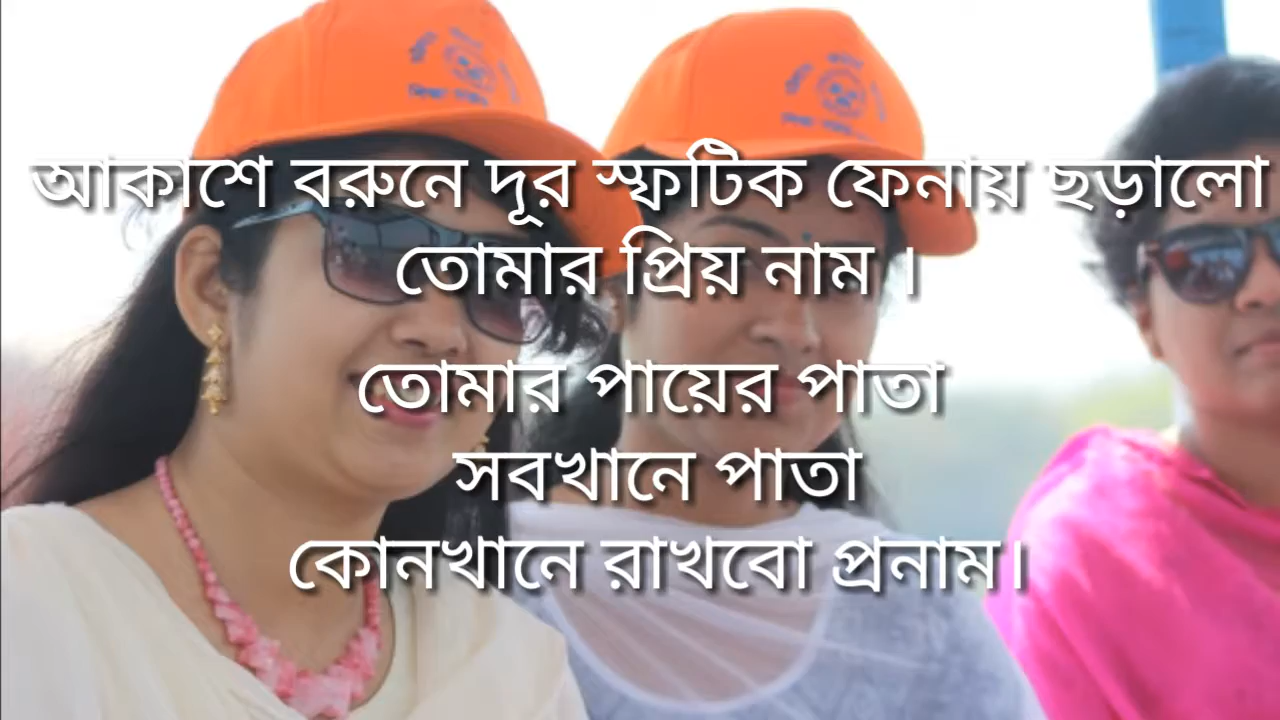 আকাশে বরুনে দূর স্ফটিক ফেনায় ছড়ালো
তোমার প্রিয় নাম ।
তোমার পায়ের পাতা
সবখানে পাতা
কোনখানে রাখবো প্রনাম।